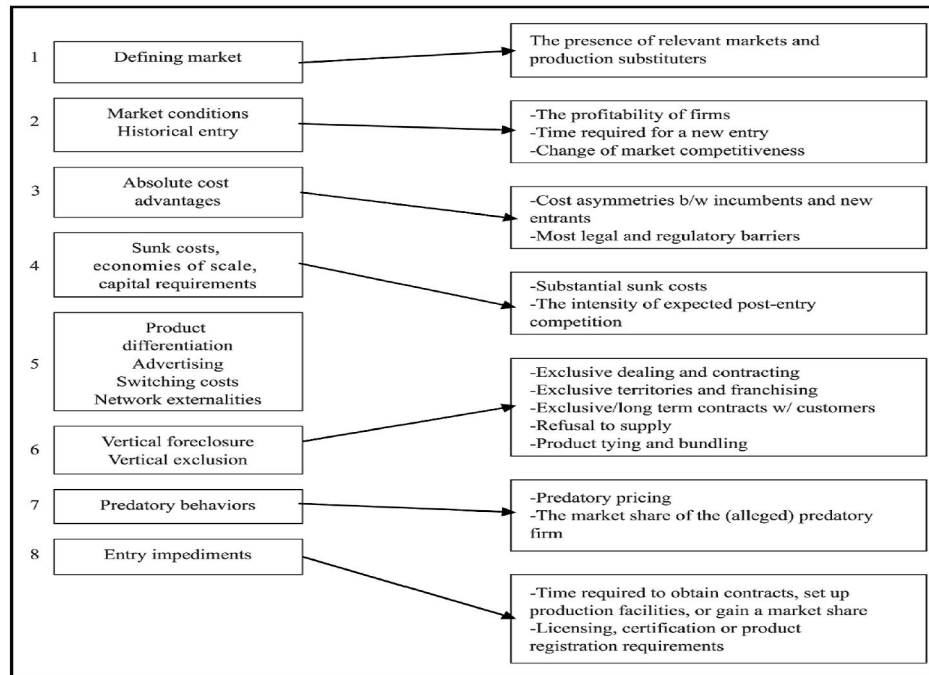 1
Defining market
The presence of relevant markets and
production substituters
2
Market conditions
Historical entry
-The profitability of firms
-Time required for a new entry
-Change of market competitiveness
3
Absolute cost
advantages
-Cost asymmetries b/w incumbents and new
entrants
-Most legal and regulatory barriers
4
Sunk costs,
economies of scale,
capital requirements
-Substantial sunk costs
-The intensity of expected post-entry
competition
5
Product
differentiation
Advertising
Switching costs
Network externalities
6
Vertical foreclosure
Vertical exclusion
-Exclusive dealing and contracting
-Exclusive territories and franchising
-Exclusive/long term contracts w/ customers
-Refusal to supply
-Product tying and bundling
7
Predatory behaviors
-Predatory pricing
-The market share of the (alleged) predatory
firm
8
Entry impediments
-Time required to obtain contracts, set up
production facilities, or gain a market share
-Licensing, certification or product
registration requirements